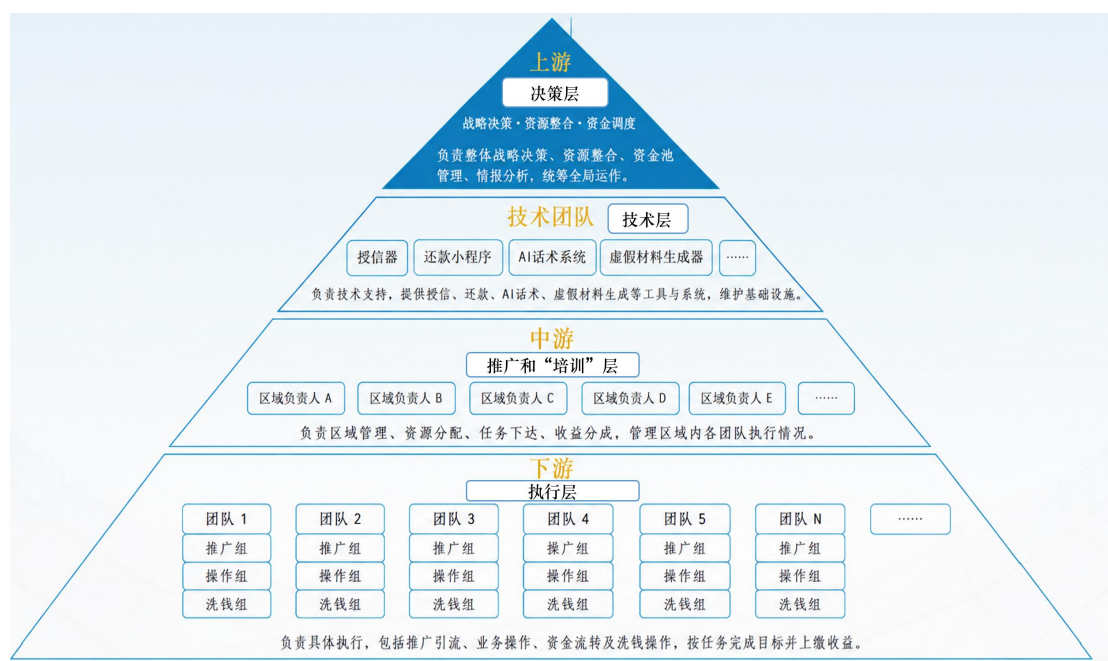 上游
决策层
战略决策·资源整合·资金调度
负责整体战略决策、资源整合、资金池
管理、情报分析，统筹全局运作。
技术团队 技术层
授信器 还款小程序 AI话术系统 虚假材料生成器 ……
负责技术支持，提供授信、还款、AI话术、虚假材料生成等工具与系统，维护基础设施。
中游
推广和“培训”层
区域负责人 A 区域负责人 B 区域负责人 C 区域负责人 D 区域负责人 E ……
负责区域管理、资源分配、任务下达、收益分成，管理区域内各团队执行情况。
下游
执行层
团队 1 团队 2 团队 3 团队 4 团队 5 团队 N ……
推广组 推广组 推广组 操广组 推广组 推广组
操作组 操作组 操作组 操作组 操作组 操作组
洗钱组 洗钱组 洗钱组 洗钱组 洗钱组 洗钱组
负责具体执行，包括推广引流、业务操作、资金流转及洗钱操作，按任务完成目标并上缴收益。